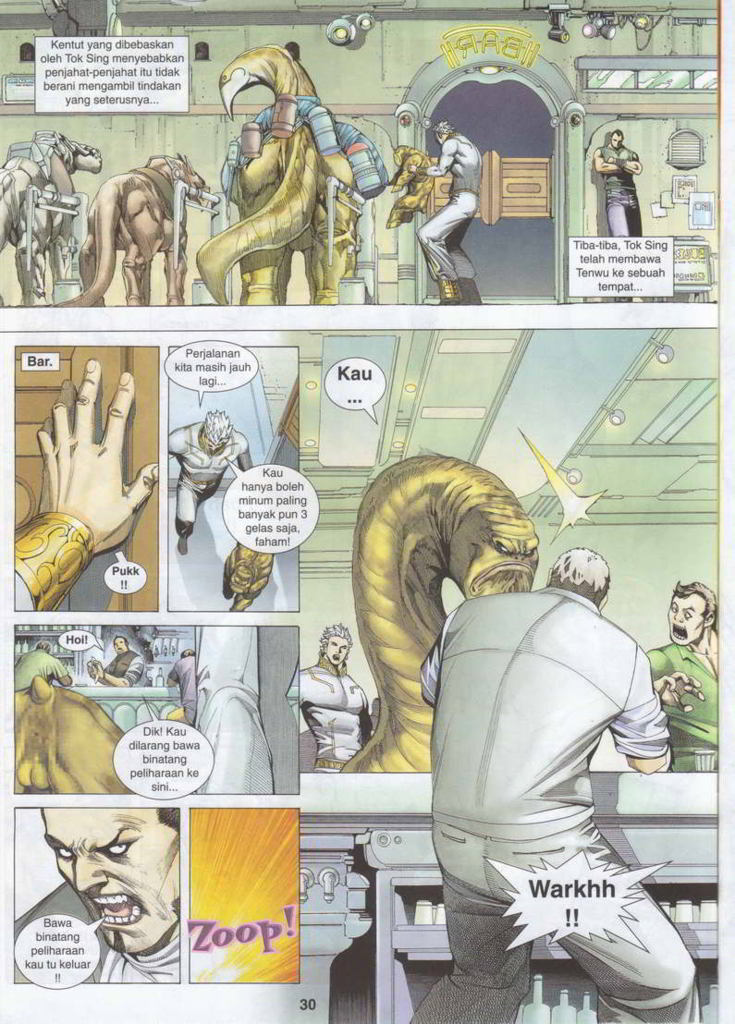 Kentut yang dibebaskan
oleh Tok Sing menyebabkan
penjahat-penjahat itu tidak
berani mengambil tindakan
yang seterusnya...
BAR
Tiba-tiba, Tok Sing
telah membawa
Tenwu ke sebuah
tempat...
Bar.
Pukk
!!
Perjalanan
kita masih jauh
lagi...
Kau
hanya boleh
minum paling
banyak pun 3
gelas saja,
faham!
Kau
...
Hoi!
Dik! Kau
dilarang bawa
binatang
peliharaan ke
sini...
Bawa
binatang
peliharaan
kau tu keluar
!!
Zoop!
Warkhh
!!
30